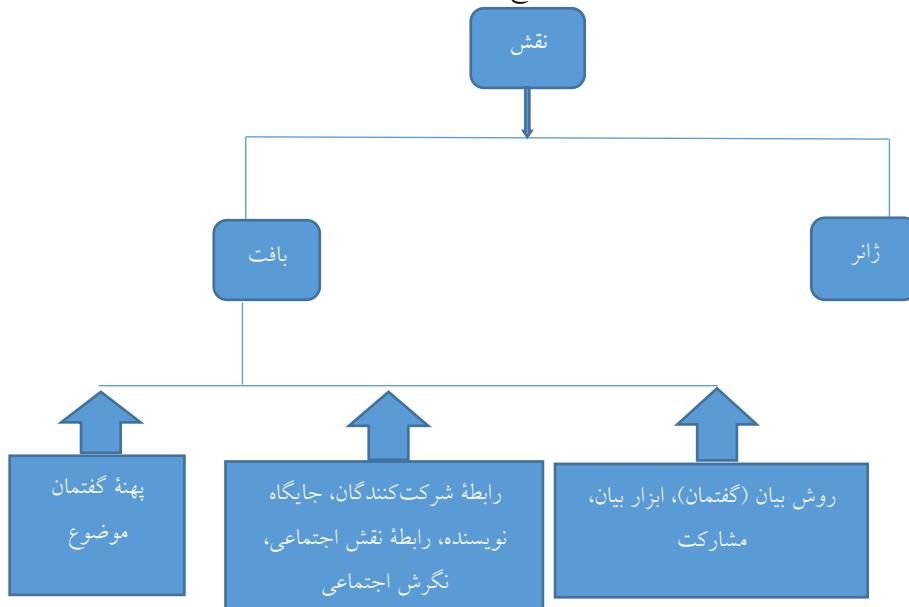 نقش
ژانر
بافت
روش بیان (گفتمان)، ابزار بیان،
مشارکت
رابطهٔ شرکت‌کنندگان، جایگاه
نویسنده، رابطهٔ نقش اجتماعی،
نگرش اجتماعی
پهنهٔ گفتمان
موضوع